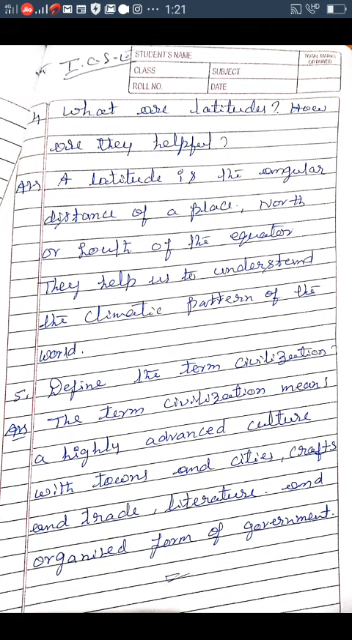 1:21
I.C.S.E
STUDENT'S NAME
CLASS
SUBJECT
ROLL NO.
DATE
4. What are latitudes? How
are they helpful?
Ans A latitude is the angular
distance of a place, North
or South of the equator
They help us to understand
the climatic pattern of the
world.
5. Define the term civilization?
Ans The term civilization means
a highly advanced culture
with towns and cities, crafts
and trade, literature and
organised form of government.